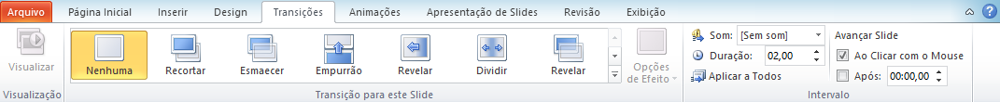 Arquivo Página Inicial Inserir Design Transições Animações Apresentação de Slides Revisão Exibição
Visualizar
Visualização
Nenhuma Recortar Esmaecer Empurrão Revelar Dividir Revelar
Transição para este Slide
Opções
de Efeito
Som: [Sem som]
Duração: 02,00
Aplicar a Todos
Avançar Slide
Ao Clicar com o Mouse
Após: 00:00,00
Intervalo